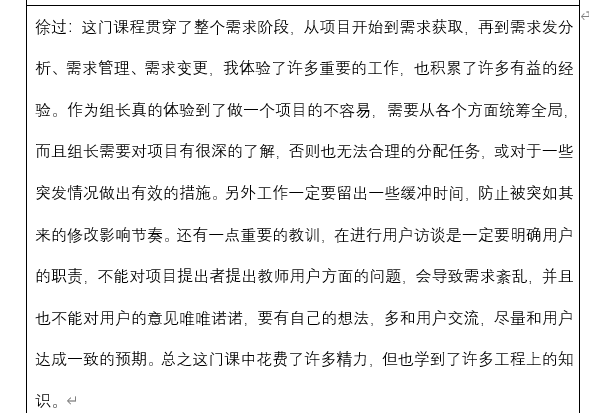 徐过：这门课程贯穿了整个需求阶段，从项目开始到需求获取，再到需求发分
析、需求管理、需求变更，我体验了许多重要的工作，也积累了许多有益的经
验。作为组长真的体验到了做一个项目的不容易，需要从各个方面统筹全局，
而且组长需要对项目有很深的了解，否则也无法合理的分配任务，或对于一些
突发情况做出有效的措施。另外工作一定要留出一些缓冲时间，防止被突如其
来的修改影响节奏。还有一点重要的教训，在进行用户访谈是一定要明确用户
的职责，不能对项目提出者提出教师用户方面的问题，会导致需求紊乱，并且
也不能对用户的意见唯唯诺诺，要有自己的想法，多和用户交流，尽量和用户
达成一致的预期。总之这门课中花费了许多精力，但也学到了许多工程上的知
识。